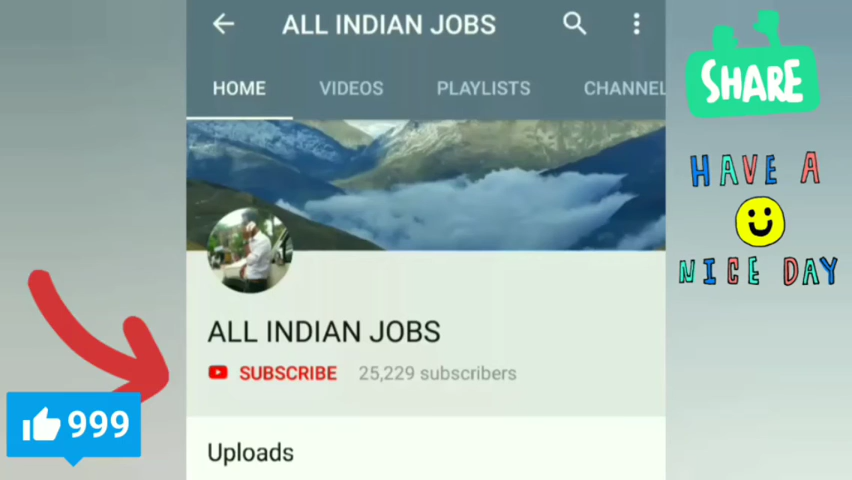 ALL INDIAN JOBS
HOME VIDEOS PLAYLISTS CHANNEL
SHARE
HAVE A
NICE DAY
ALL INDIAN JOBS
SUBSCRIBE 25,229 subscribers
999
Uploads